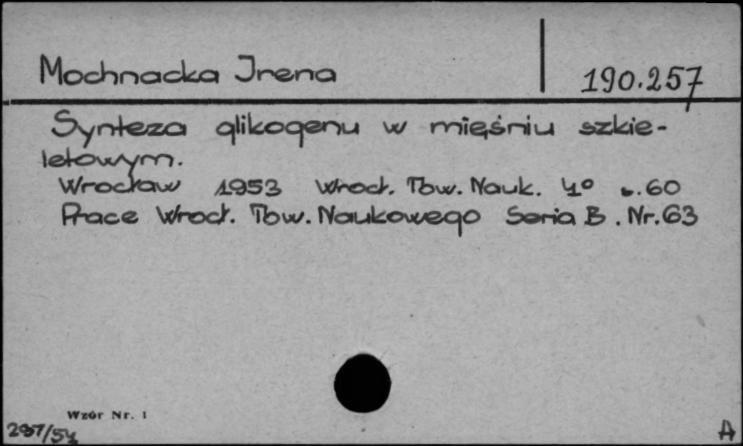 Mochnacka Irena
190.257
Synteza glikogenu w mięśniu szkie-
letowym.
Wrocław 1953 Wrocł. Tow. Nauk. 4° s. 60
Prace Wrocł. Tow. Naukowego Seria B. Nr. 63
Wzór Nr. 1
297/54
A